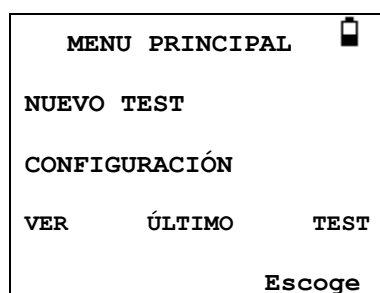 MENU PRINCIPAL
NUEVO TEST
CONFIGURACIÓN
VER ÚLTIMO TEST
Escoge